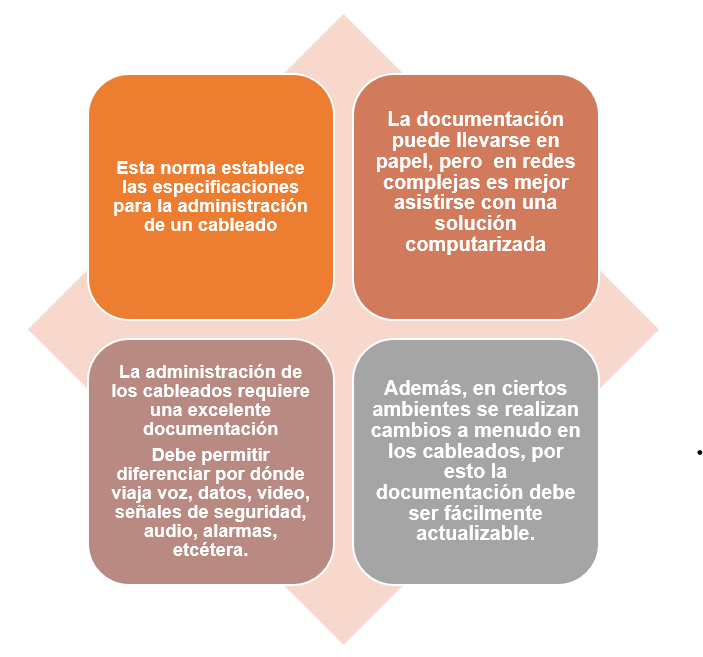 Esta norma establece
las especificaciones
para la administración
de un cableado
La documentación
puede llevarse en
papel, pero en redes
complejas es mejor
asistirse con una
solución
computarizada
La administración de
los cableados requiere
una excelente
documentación
Debe permitir
diferenciar por dónde
viaja voz, datos, video,
señales de seguridad,
audio, alarmas,
etcétera.
Además, en ciertos
ambientes se realizan
cambios a menudo en
los cableados, por
esto la
documentación debe
ser fácilmente
actualizable.
.